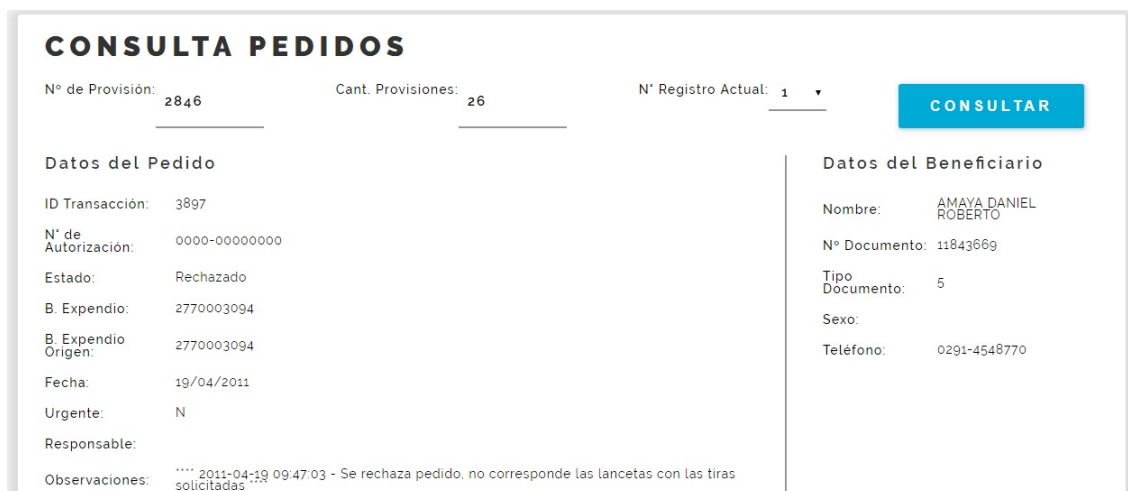 CONSULTA PEDIDOS
Nº de Provisión: 2846 Cant. Provisiones: 26 N° Registro Actual: 1 CONSULTAR
Datos del Pedido
ID Transacción: 3897
N° de
Autorización: 0000-00000000
Estado: Rechazado
B. Expendio: 2770003094
B. Expendio
Origen: 2770003094
Fecha: 19/04/2011
Urgente: N
Responsable:
Observaciones: **** 2011-04-19 09:47:03 - Se rechaza pedido, no corresponde las lancetas con las tiras
solicitadas ****
Datos del Beneficiario
Nombre: AMAYA DANIEL
ROBERTO
Nº Documento: 11843669
Tipo
Documento: 5
Sexo:
Teléfono: 0291-4548770